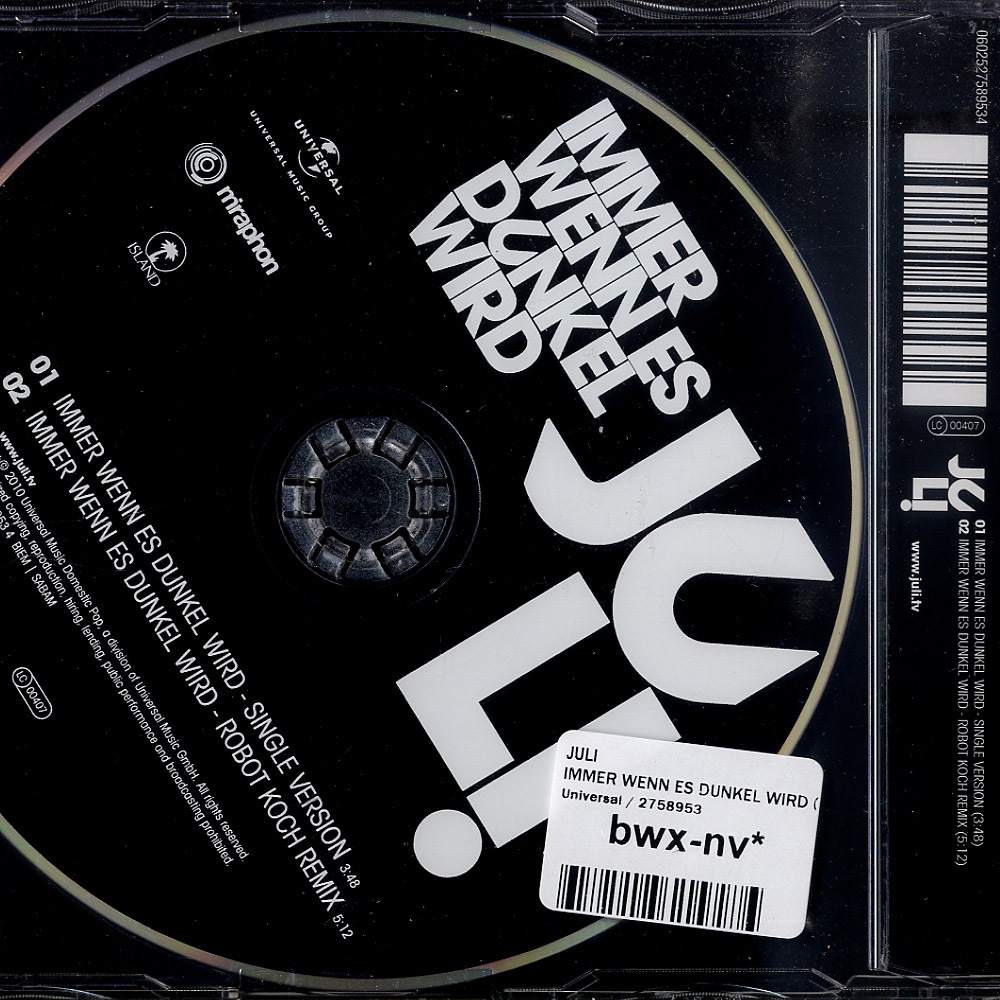 IMMER
WENN ES
DUNKEL
WIRD
JULI
UNIVERSAL
UNIVERSAL MUSIC GROUP
miraphon
ISLAND
01 IMMER WENN ES DUNKEL WIRD - SINGLE VERSION 3:48
02 IMMER WENN ES DUNKEL WIRD - ROBOT KOCH REMIX 5:12
www.juli.tv
© 2010 Universal Music Domestic Pop, a division of Universal Music GmbH. All rights reserved.
copying, reproduction, hiring, lending, public performance and broadcasting prohibited.
BIEM | SABAM
LC 00407
JULI
IMMER WENN ES DUNKEL WIRD (
Universal / 2758953
bwx-nv*
0602527589534
LC 00407
JULI
01 IMMER WENN ES DUNKEL WIRD - SINGLE VERSION (3:48)
02 IMMER WENN ES DUNKEL WIRD - ROBOT KOCH REMIX (5:12)
www.juli.tv